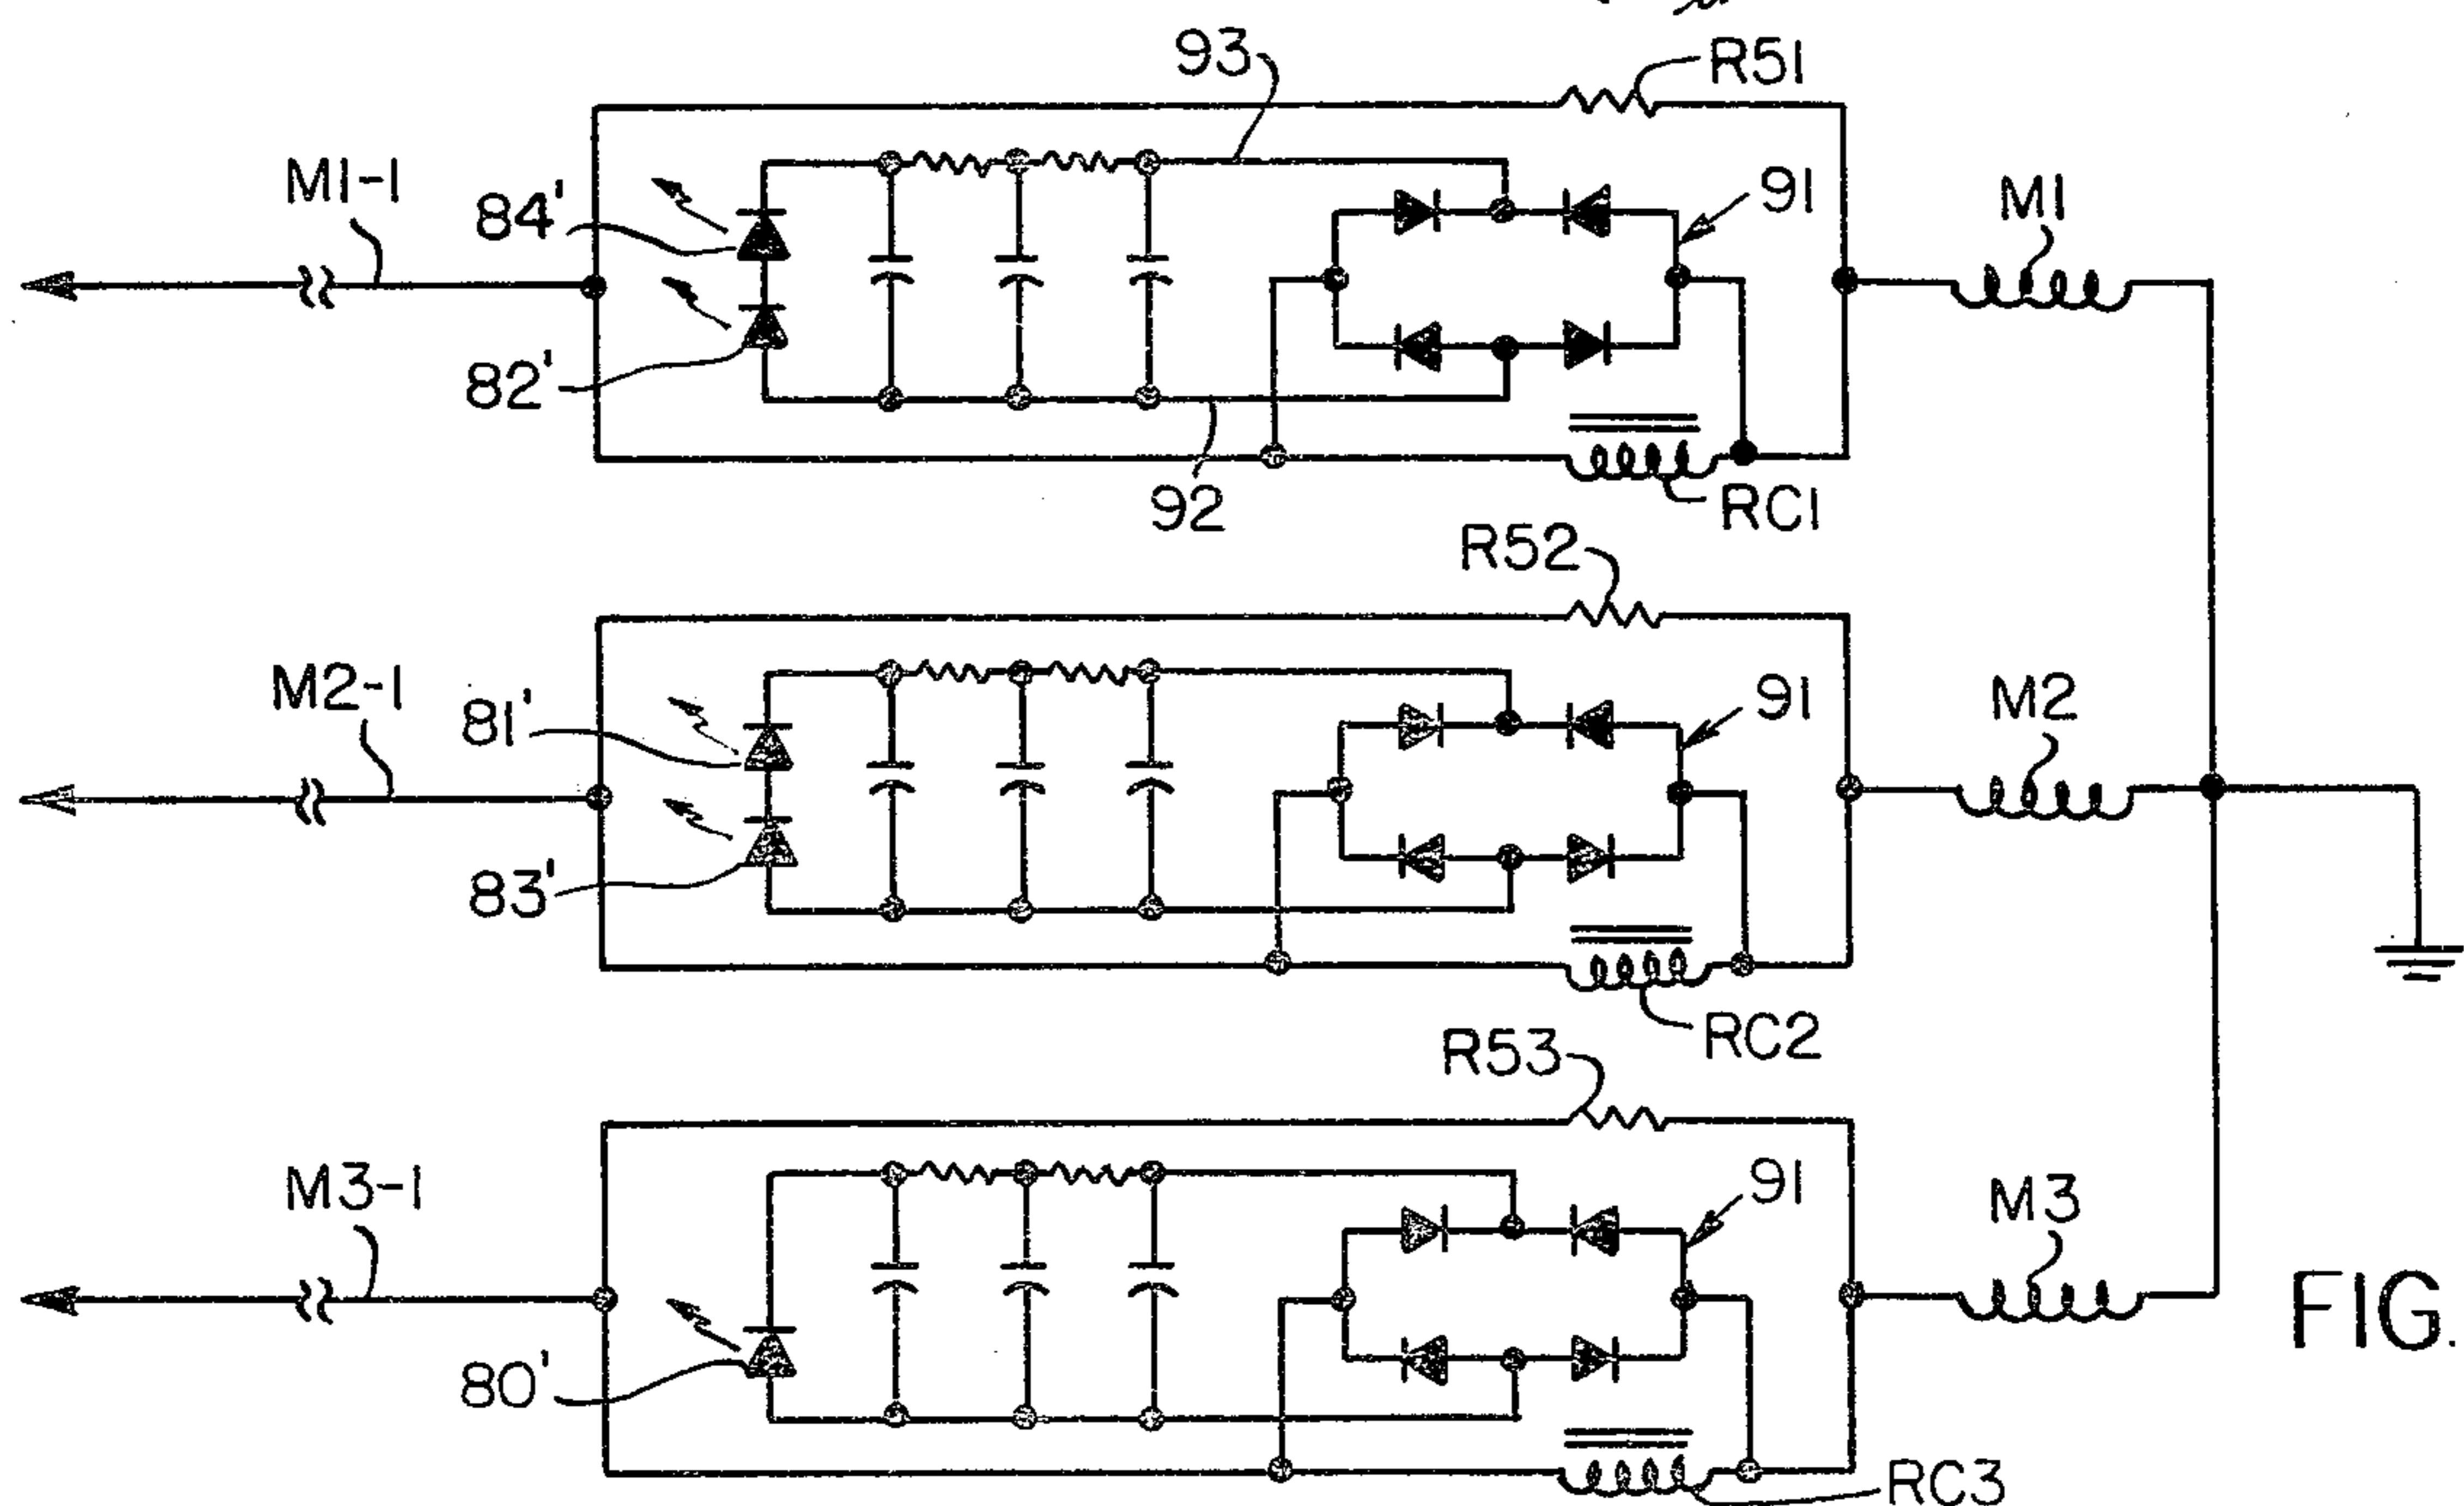 93
R51
M1-1
84'
91
M1
82'
92
RC1
R52
M2-1
81'
91
M2
83'
RC2
R53
M3-1
91
M3
80'
FIG.
RC3